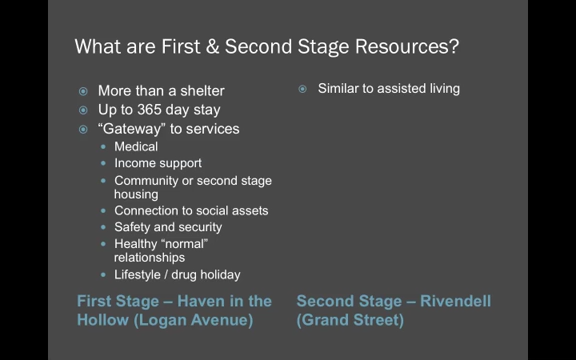 What are First & Second Stage Resources?
More than a shelter
Up to 365 day stay
“Gateway” to services
Medical
Income support
Community or second stage
housing
Connection to social assets
Safety and security
Healthy “normal”
relationships
Lifestyle / drug holiday
First Stage – Haven in the
Hollow (Logan Avenue)
Similar to assisted living
Second Stage – Rivendell
(Grand Street)